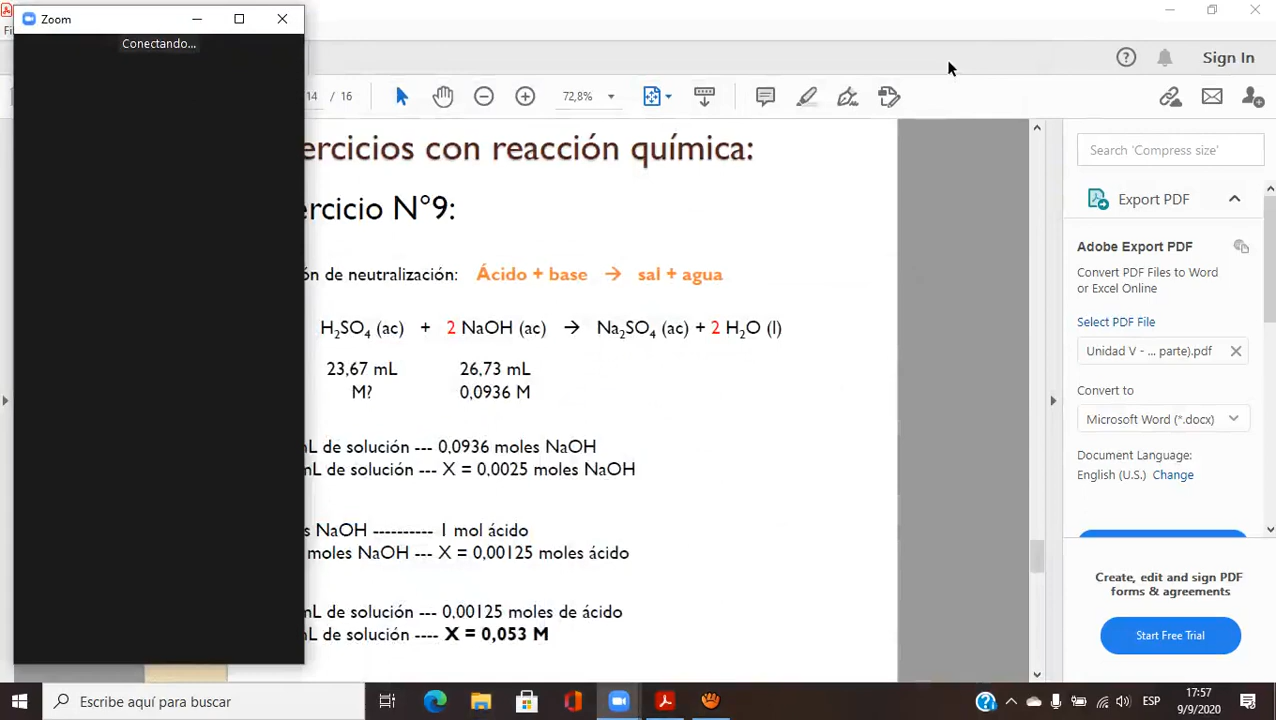 Zoom
Conectando...
Sign In
14 / 16
72,8%
ercicios con reacción química:
Search 'Compress size'
Export PDF
ercicio N°9:
Adobe Export PDF
Convert PDF Files to Word
or Excel Online
ón de neutralización: Ácido + base → sal + agua
Select PDF File
H₂SO₄ (ac) + 2 NaOH (ac) → Na₂SO₄ (ac) + 2 H₂O (l)
Unidad V - ... parte).pdf
23,67 mL 26,73 mL
M? 0,0936 M
Convert to
Microsoft Word (*.docx)
mL de solución --- 0,0936 moles NaOH
mL de solución --- X = 0,0025 moles NaOH
Document Language:
English (U.S.) Change
s NaOH ---------- 1 mol ácido
moles NaOH --- X = 0,00125 moles ácido
Create, edit and sign PDF
forms & agreements
Start Free Trial
mL de solución --- 0,00125 moles de ácido
mL de solución ---- X = 0,053 M
Escribe aquí para buscar
ESP
17:57
9/9/2020